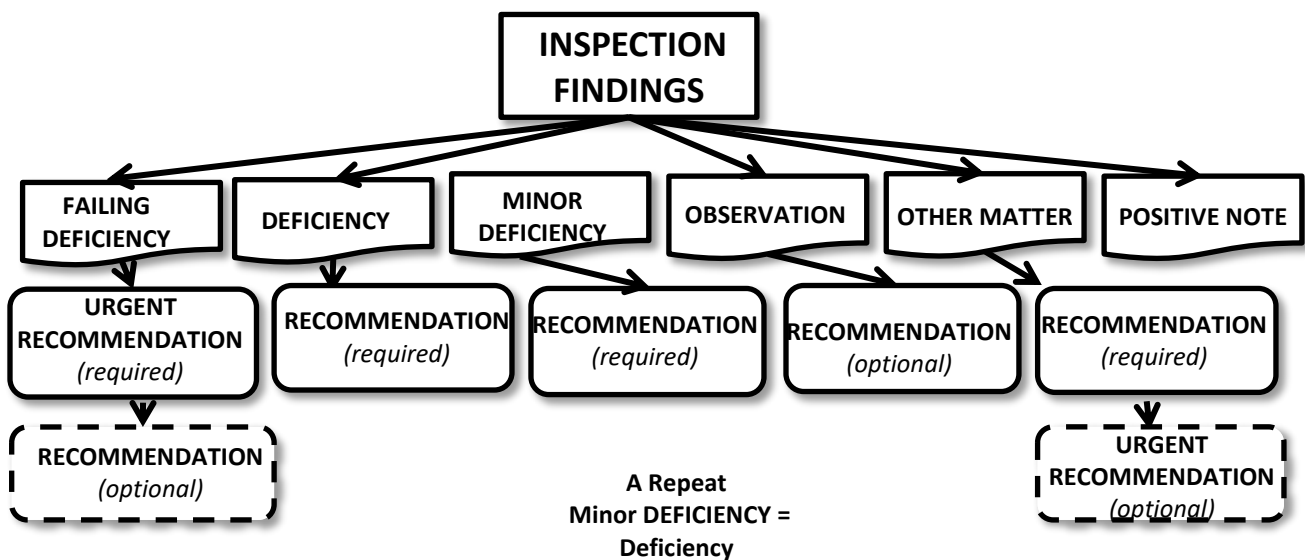 INSPECTION
FINDINGS
FAILING
DEFICIENCY
DEFICIENCY
MINOR
DEFICIENCY
OBSERVATION
OTHER MATTER
POSITIVE NOTE
URGENT
RECOMMENDATION
(required)
RECOMMENDATION
(required)
RECOMMENDATION
(required)
RECOMMENDATION
(optional)
RECOMMENDATION
(required)
RECOMMENDATION
(optional)
URGENT
RECOMMENDATION
(optional)
A Repeat
Minor DEFICIENCY =
Deficiency